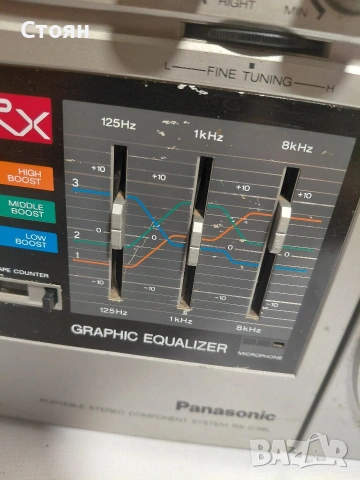 Стоян
RIGHT MIN
L FINE TUNING H
RX
125Hz 1kHz 8kHz
HIGH BOOST
MIDDLE BOOST
LOW BOOST
3
2
1
+10 +10 +10
0 0 0
-10 -10 -10
TAPE COUNTER
125Hz 1kHz 8kHz
GRAPHIC EQUALIZER
MICROPHONE
Panasonic
PORTABLE STEREO COMPONENT SYSTEM
BAZAR